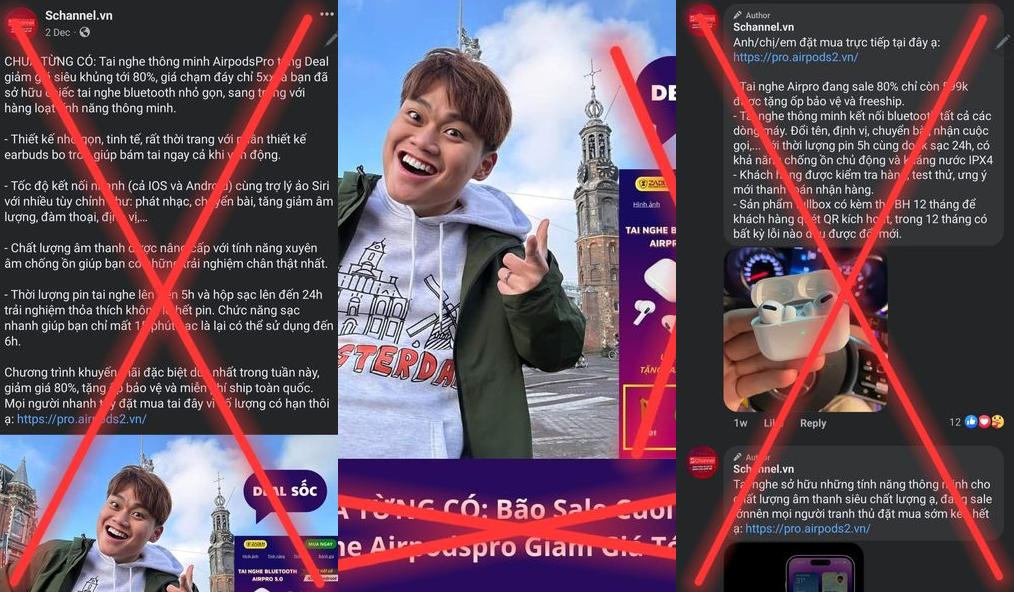 Schannel.vn
2 Dec
TỪNG CÓ: Tai nghe thông minh AirpodsPro Deal
giảm giá siêu khủng tới 80%, giá chạm đáy chỉ 5xx bạn đã
sở hữu chiếc tai nghe bluetooth nhỏ gọn, sang với
hàng loạt tính năng thông minh.
- Thiết kế nhỏ gọn, tinh tế, rất thời trang với thiết kế
earbuds bo giúp bám tai ngay cả khi vận động.
- Tốc độ kết nối nhanh (cả IOS và Android) cùng trợ lý ảo Siri
với nhiều tùy chỉnh như: phát nhạc, chuyển bài, tăng giảm âm
lượng, đàm thoại, định vị,...
- Chất lượng âm thanh được nâng cấp với tính năng xuyên
âm chống ồn giúp bạn có những trải nghiệm chân thật nhất.
- Thời lượng pin tai nghe lên đến 5h và hộp sạc lên đến 24h
trải nghiệm thỏa thích không lo hết pin. Chức năng sạc
nhanh giúp bạn chỉ mất phút sạc là lại có thể sử dụng đến
6h.
Chương trình khuyến mãi đặc biệt duy nhất trong tuần này,
giảm giá 80%, tặng ốp bảo vệ và miễn phí ship toàn quốc.
Mọi người nhanh tay đặt mua tai đây vì số lượng có hạn thôi
ạ: https://pro.airpods2.vn/
DEAL SỐC
MUA NGAY
TAI NGHE BLUETOOTH
AIRPRO 5.0
DE
Hình ảnh
TAI NGHE B
AIRP
STERDA
TỪNG CÓ: Bão Sale Cuối
he Airpodspro Giảm Giá Tớ
Author
Schannel.vn
Anh/chị/em đặt mua trực tiếp tại đây ạ:
https://pro.airpods2.vn/
Tai nghe Airpro đang sale 80% chỉ còn
được tặng ốp bảo vệ và freeship.
- Tai nghe thông minh kết nối bluetooth tất cả các
dòng máy. Đổi tên, định vị, chuyển bài, nhận cuộc
gọi,... với thời lượng pin 5h cùng dock sạc 24h, có
khả năng chống ồn chủ động và kháng nước IPX4
- Khách hàng được kiểm tra hàng, test thử, ưng ý
mới thanh toán nhận hàng.
- Sản phẩm fullbox có kèm thẻ BH 12 tháng để
khách hàng quét QR kích hoạt, trong 12 tháng có
bất kỳ lỗi nào đều được đổi mới.
1w Like Reply 12
Author
Schannel.vn
Tai nghe sở hữu những tính năng thông minh cho
chất lượng âm thanh siêu chất lượng ạ, đang sale
lớn nên mọi người tranh thủ đặt mua sớm kẻo hết
ạ: https://pro.airpods2.vn/